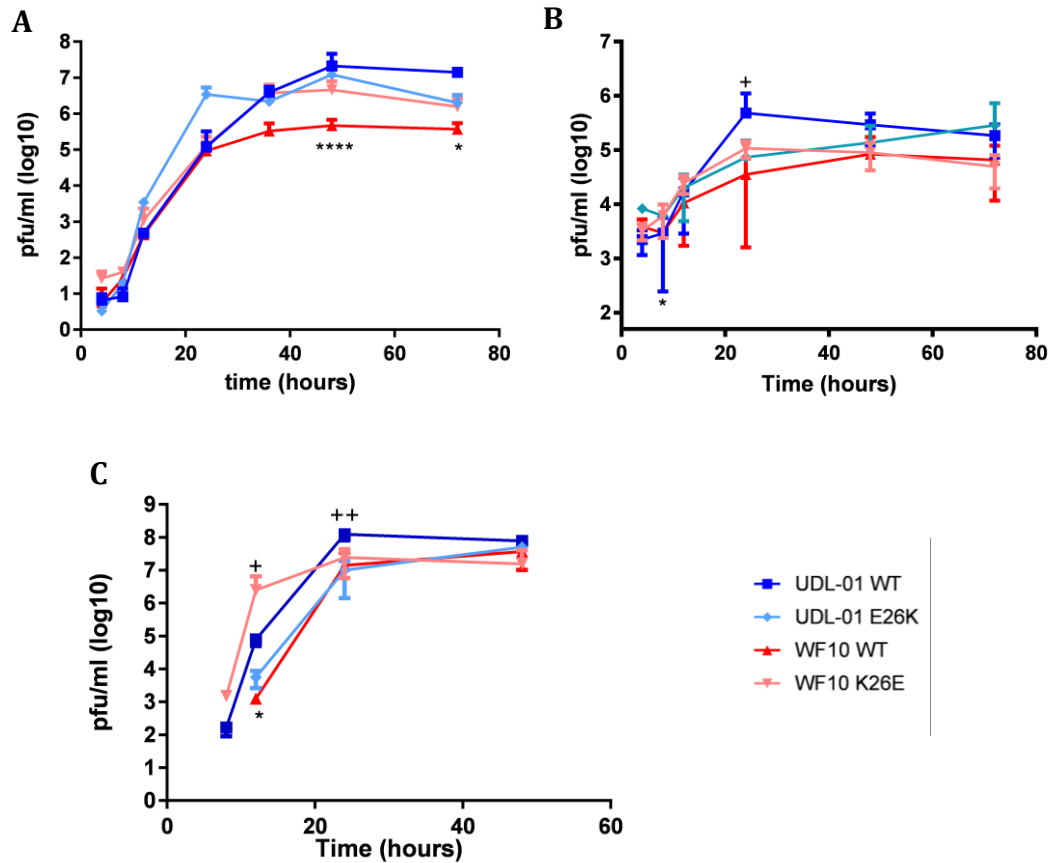 A
pfu/ml (log10)
8
7
6
5
4
3
2
1
0
****
*
0 20 40 60 80
time (hours)
B
pfu/ml (log10)
7
6
5
4
3
2
+
*
0 20 40 60 80
Time (hours)
C
pfu/ml (log10)
9
8
7
6
5
4
3
2
1
0
++
+
*
0 20 40 60
Time (hours)
UDL-01 WT
UDL-01 E26K
WF10 WT
WF10 K26E